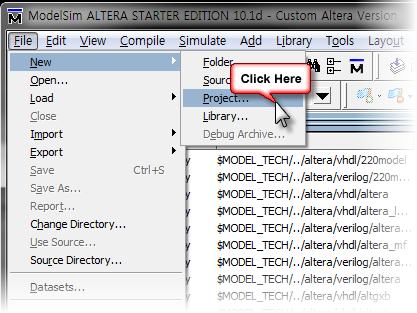 ModelSim ALTERA STARTER EDITION 10.1d - Custom Altera Version
File Edit View Compile Simulate Add Library Tools Layout
New
Open...
Load
Close
Import
Export
Save Ctrl+S
Save As...
Report...
Change Directory...
Use Source...
Source Directory...
Datasets...
Folder
Click Here
Project...
Library...
Debug Archive...
$MODEL_TECH/../altera/vhdl/220model
$MODEL_TECH/../altera/verilog/220m...
$MODEL_TECH/../altera/vhdl/altera
$MODEL_TECH/../altera/verilog/altera
$MODEL_TECH/../altera/vhdl/altera_l...
$MODEL_TECH/../altera/verilog/altera
$MODEL_TECH/../altera/vhdl/altera_mf
$MODEL_TECH/../altera/verilog/altera
$MODEL_TECH/../altera/vhdl/altgxb